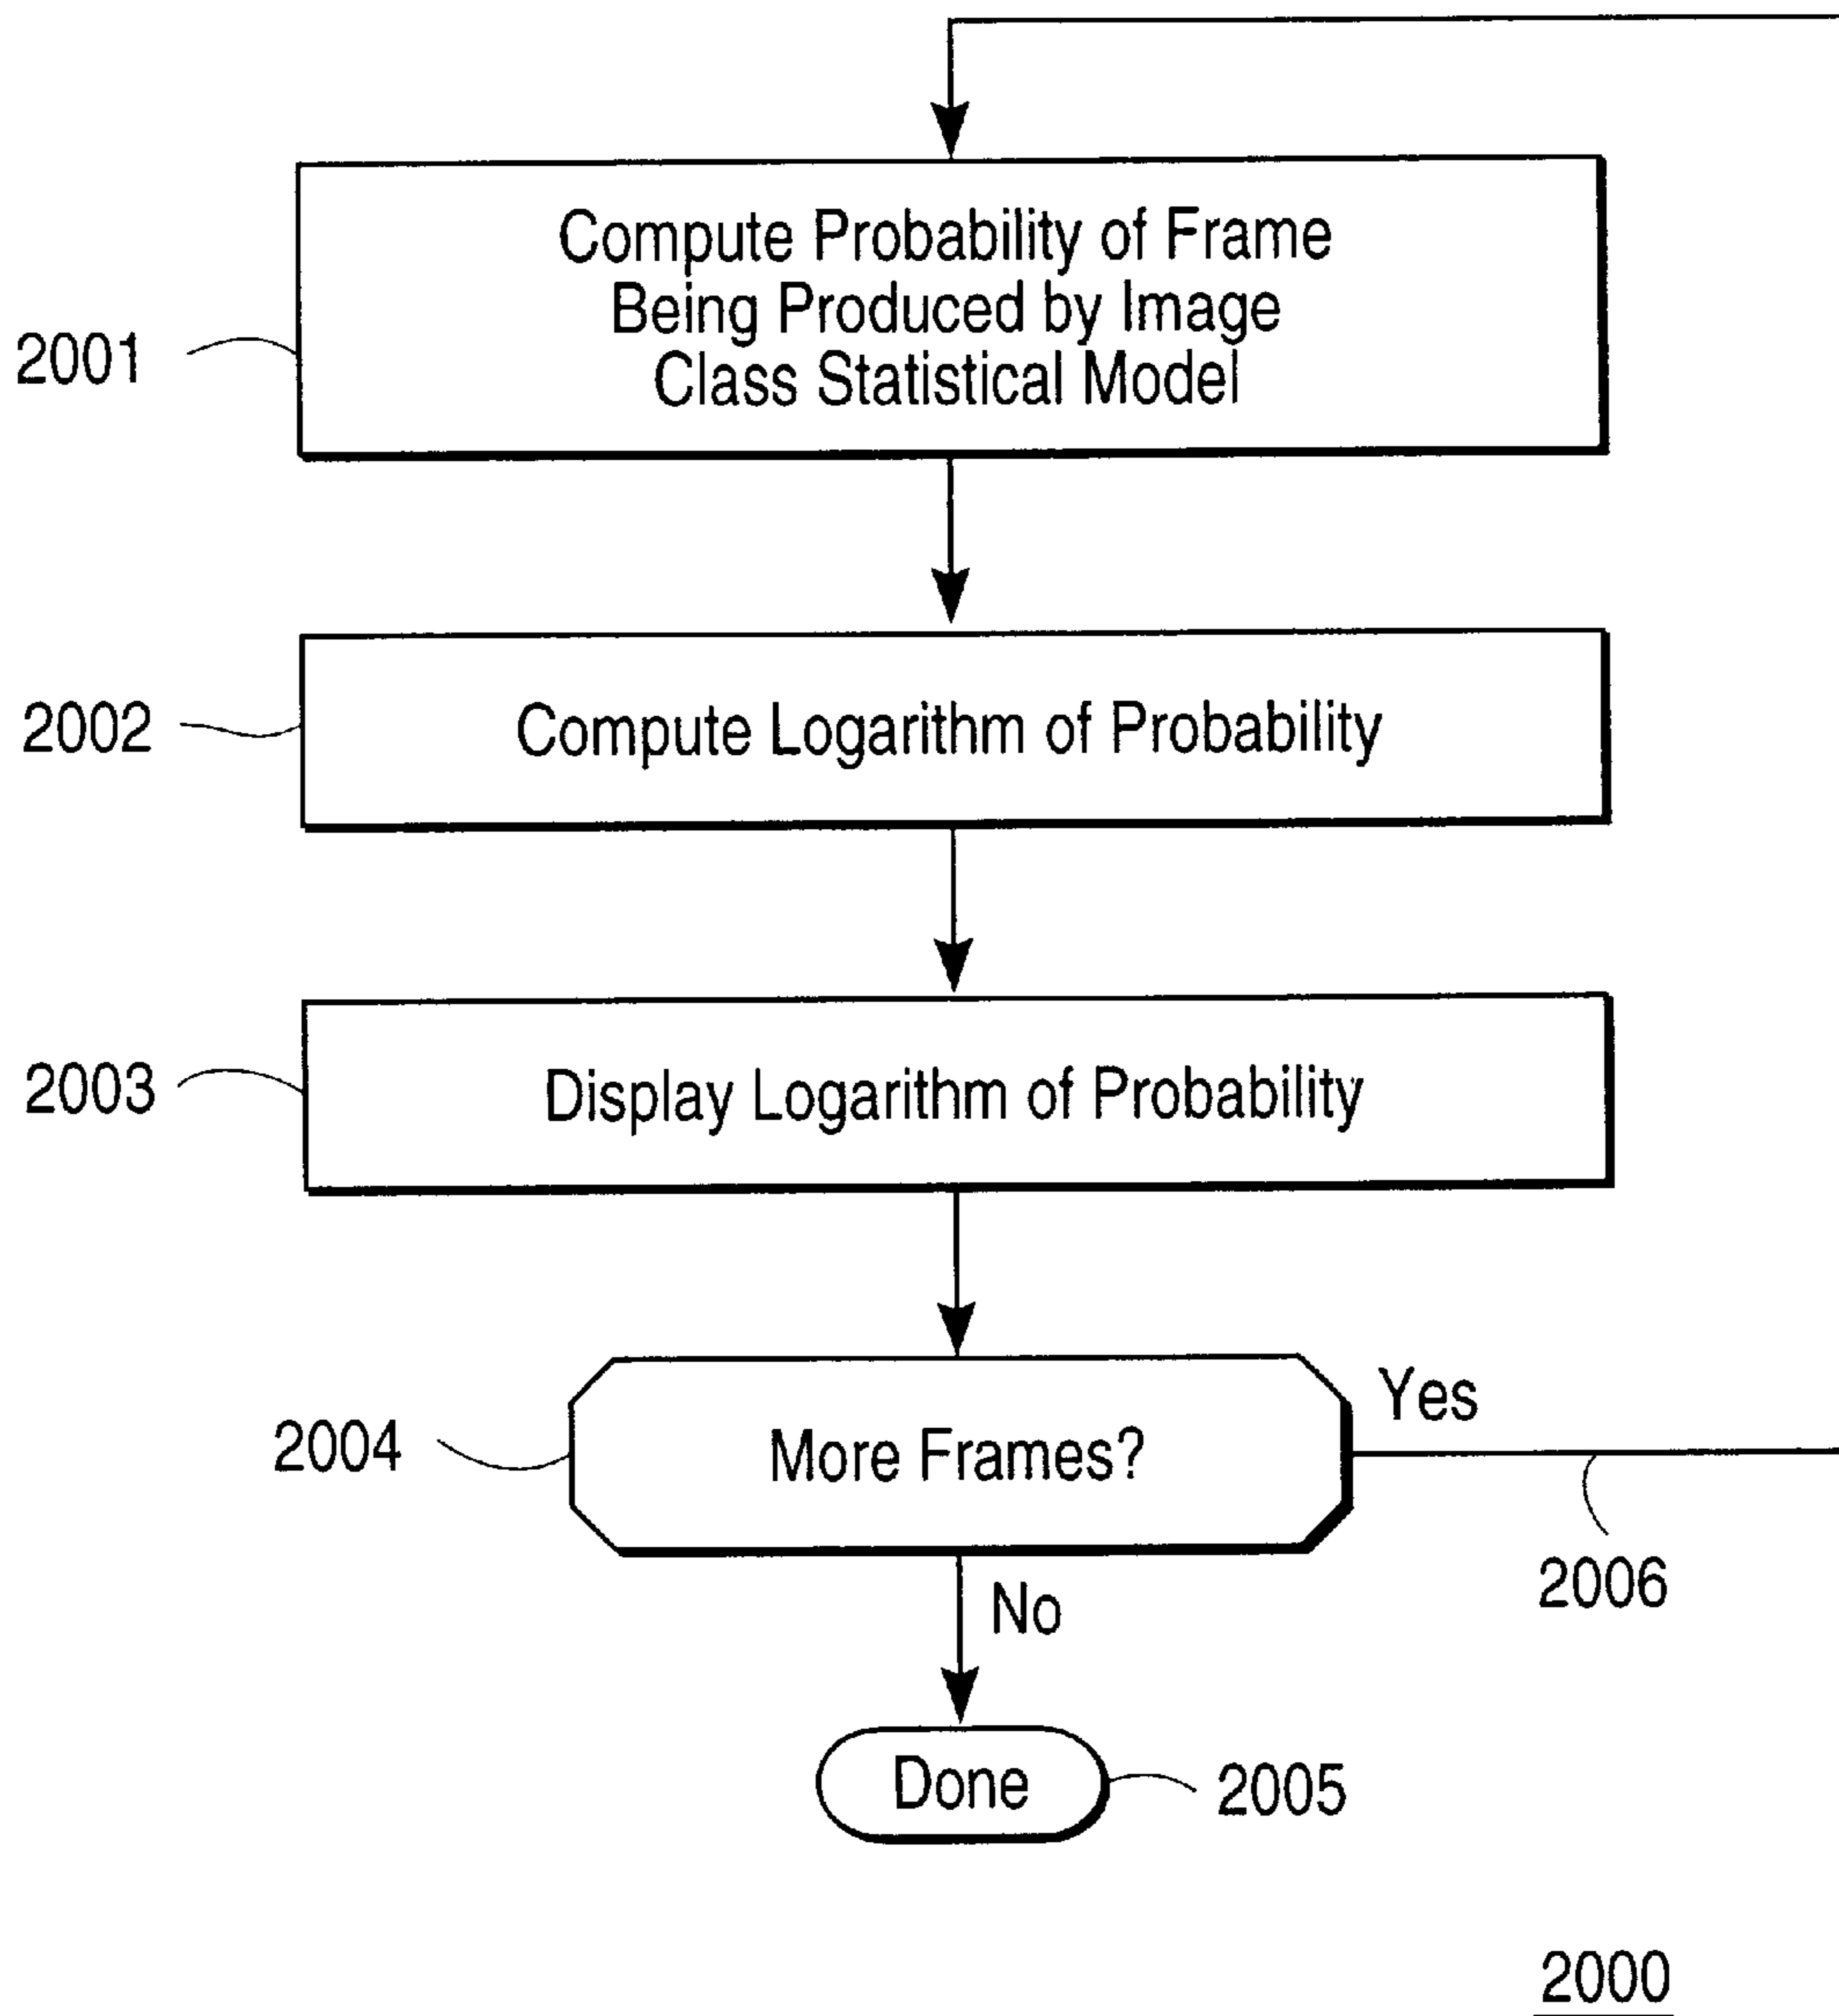 Compute Probability of Frame
Being Produced by Image
Class Statistical Model
2001
Compute Logarithm of Probability
2002
Display Logarithm of Probability
2003
More Frames?
2004
Yes
2006
No
Done
2005
2000